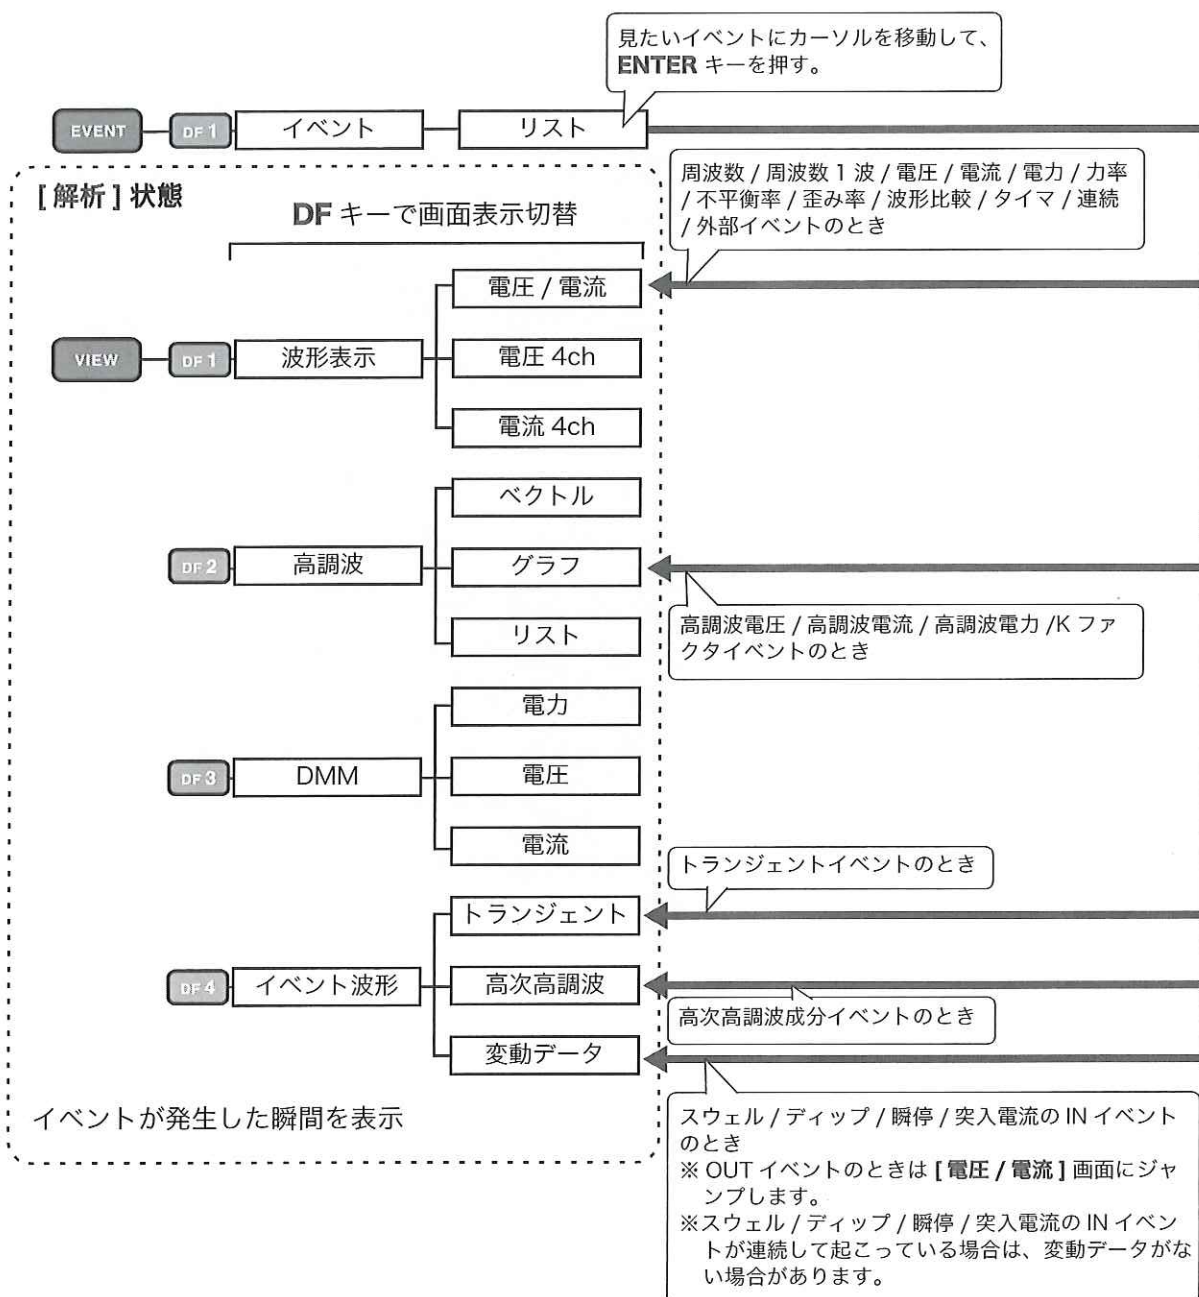 見たいイベントにカーソルを移動して、
ENTER キーを押す。
EVENT
DF 1
イベント
リスト
[ 解析 ] 状態
DF キーで画面表示切替
周波数 / 周波数 1 波 / 電圧 / 電流 / 電力 / 力率
/ 不平衡率 / 歪み率 / 波形比較 / タイマ / 連続
/ 外部イベントのとき
電圧 / 電流
VIEW
DF 1
波形表示
電圧 4ch
電流 4ch
ベクトル
DF 2
高調波
グラフ
リスト
高調波電圧 / 高調波電流 / 高調波電力 /K ファ
クタイベントのとき
電力
DF 3
DMM
電圧
電流
トランジェントイベントのとき
トランジェント
DF 4
イベント波形
高次高調波
高次高調波成分イベントのとき
変動データ
イベントが発生した瞬間を表示
スウェル / ディップ / 瞬停 / 突入電流の IN イベント
のとき
※ OUT イベントのときは [ 電圧 / 電流 ] 画面にジャ
ンプします。
※スウェル / ディップ / 瞬停 / 突入電流の IN イベン
トが連続して起こっている場合は、変動データがな
い場合があります。